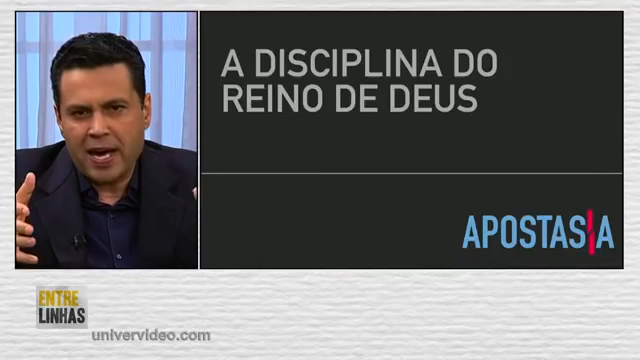 A DISCIPLINA DO
REINO DE DEUS
APOSTASIA
ENTRE
LINHAS
univervideo.com